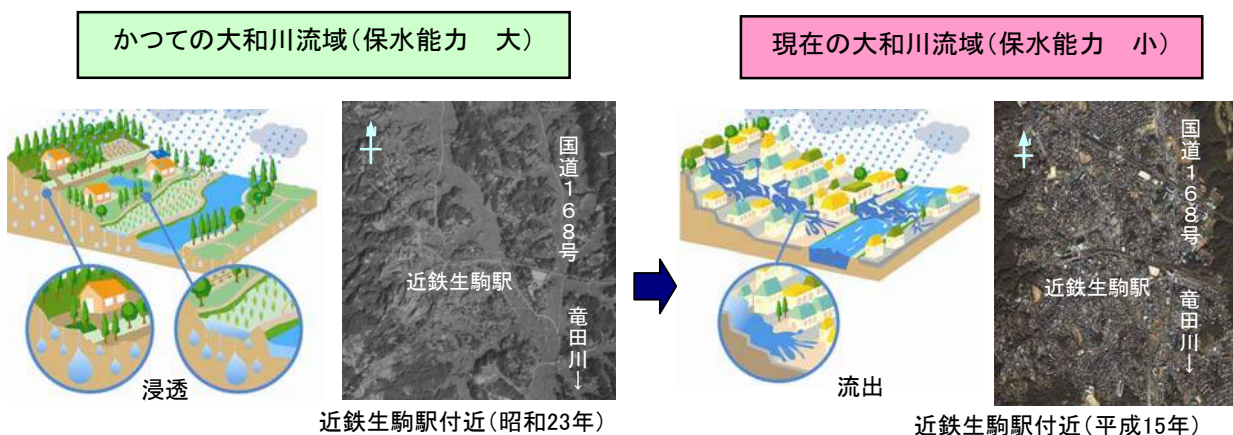 かつての大和川流域（保水能力　大）
現在の大和川流域（保水能力　小）
国道168号
近鉄生駒駅
竜田川→
浸透
近鉄生駒駅付近（昭和23年）
国道168号
近鉄生駒駅
竜田川→
流出
近鉄生駒駅付近（平成15年）